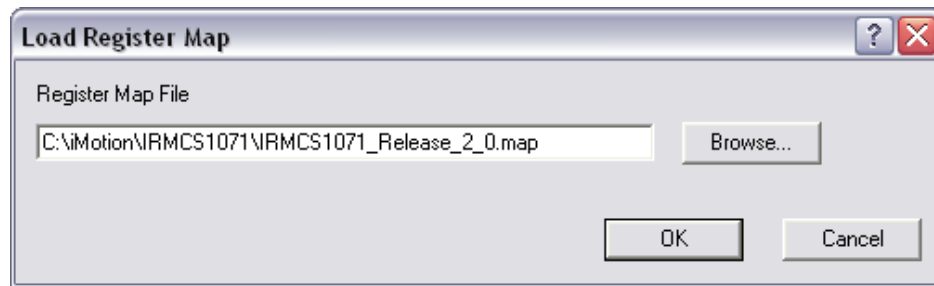 Load Register Map
?
Register Map File
C:\iMotion\IRMCS1071\IRMCS1071_Release_2_0.map
Browse...
OK
Cancel